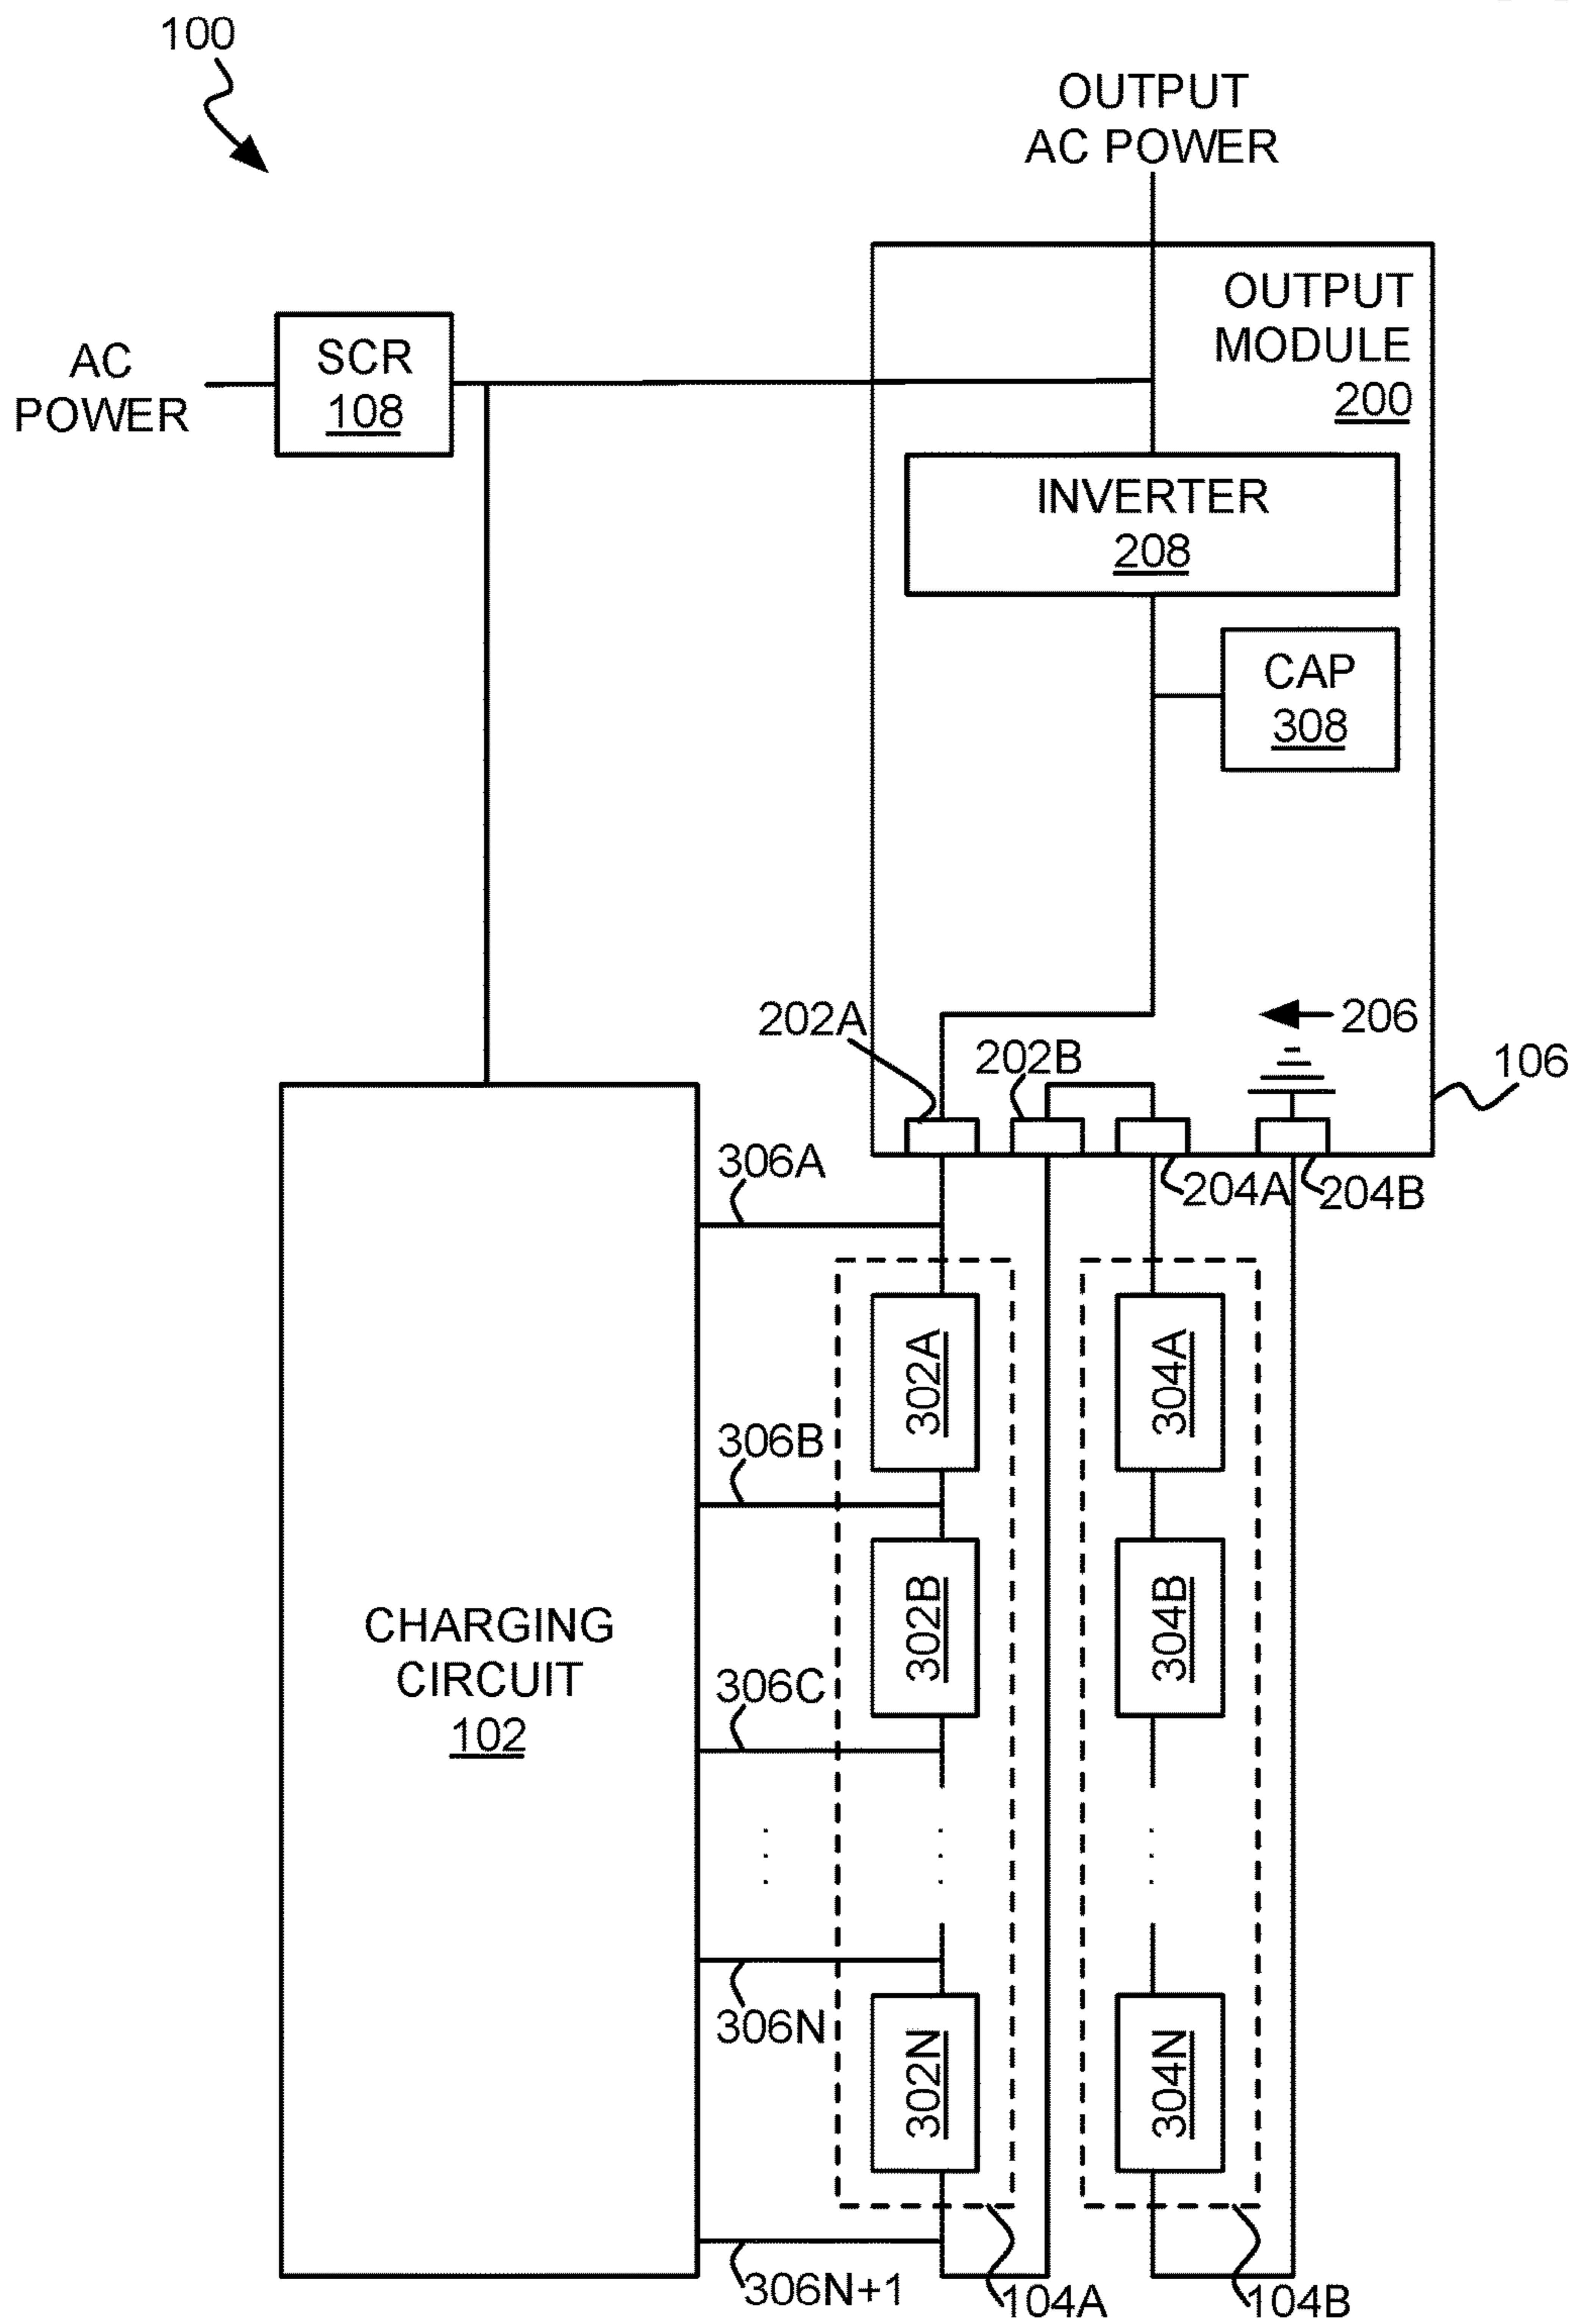 100
OUTPUT
AC POWER
OUTPUT
MODULE
200
AC
POWER
SCR
108
INVERTER
208
CAP
308
202A
206
202B
106
306A
204A
204B
302A
304A
306B
302B
304B
CHARGING
CIRCUIT
102
306C
306N
302N
304N
306N+1
104A
104B